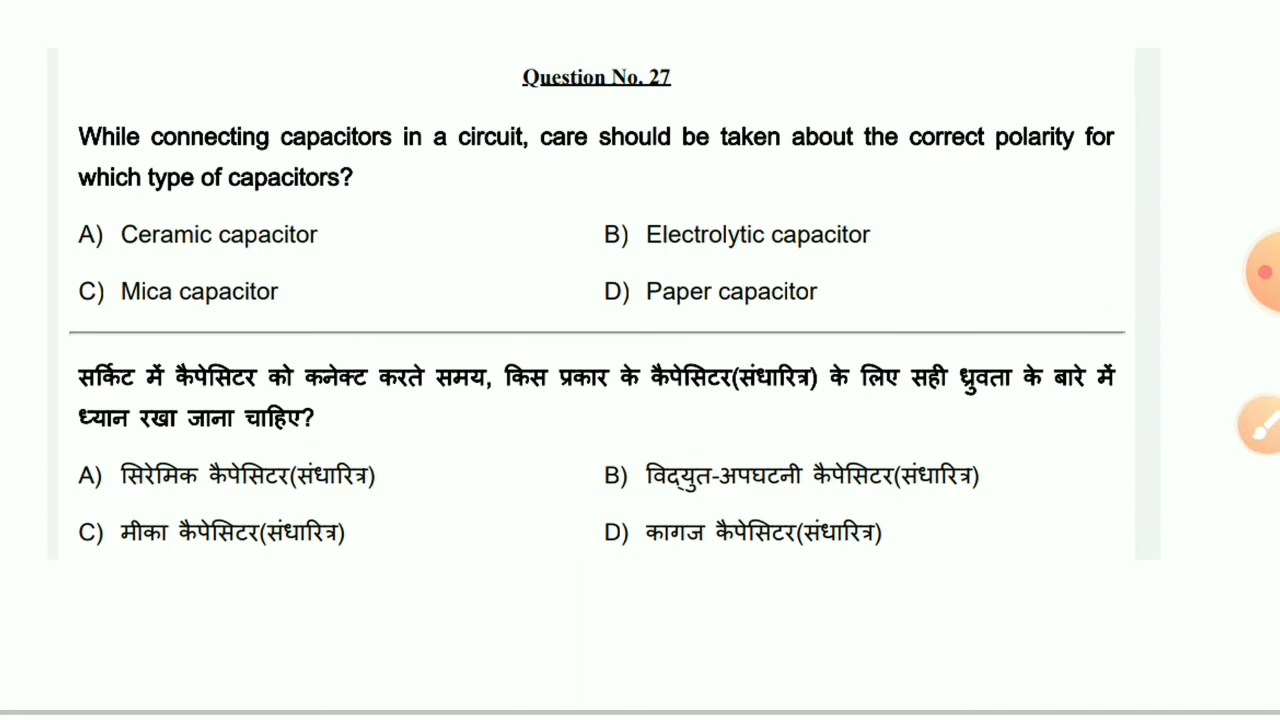 Question No. 27
While connecting capacitors in a circuit, care should be taken about the correct polarity for
which type of capacitors?
A) Ceramic capacitor B) Electrolytic capacitor
C) Mica capacitor D) Paper capacitor
सर्किट में कैपेसिटर को कनेक्ट करते समय, किस प्रकार के कैपेसिटर(संधारित्र) के लिए सही ध्रुवता के बारे में
ध्यान रखा जाना चाहिए?
A) सिरेमिक कैपेसिटर(संधारित्र) B) विद्युत-अपघटनी कैपेसिटर(संधारित्र)
C) मीका कैपेसिटर(संधारित्र) D) कागज कैपेसिटर(संधारित्र)